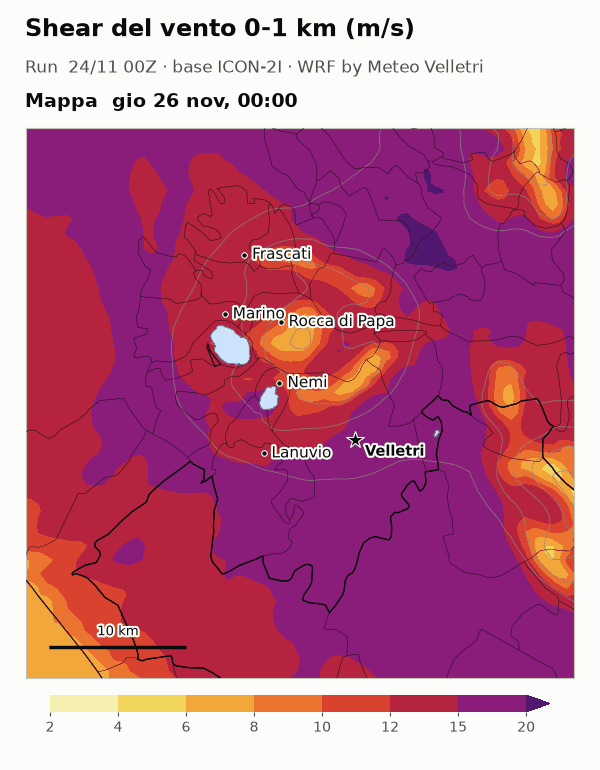 Shear del vento 0-1 km (m/s)
Run  24/11 00Z · base ICON-2I · WRF by Meteo Velletri
Mappa  gio 26 nov, 00:00
Frascati
Marino
Rocca di Papa
Nemi
Velletri
Lanuvio
10 km
2 4 6 8 10 12 15 20